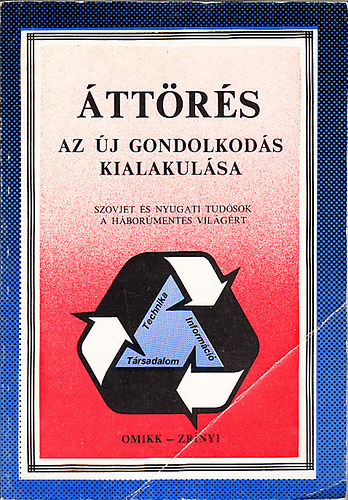 ÁTTÖRÉS
AZ ÚJ GONDOLKODÁS
KIALAKULÁSA
SZOVJET ÉS NYUGATI TUDÓSOK
A HÁBORÚMENTES VILÁGÉRT
Technika
Információ
Társadalom
OMIKK – ZRÍNYI